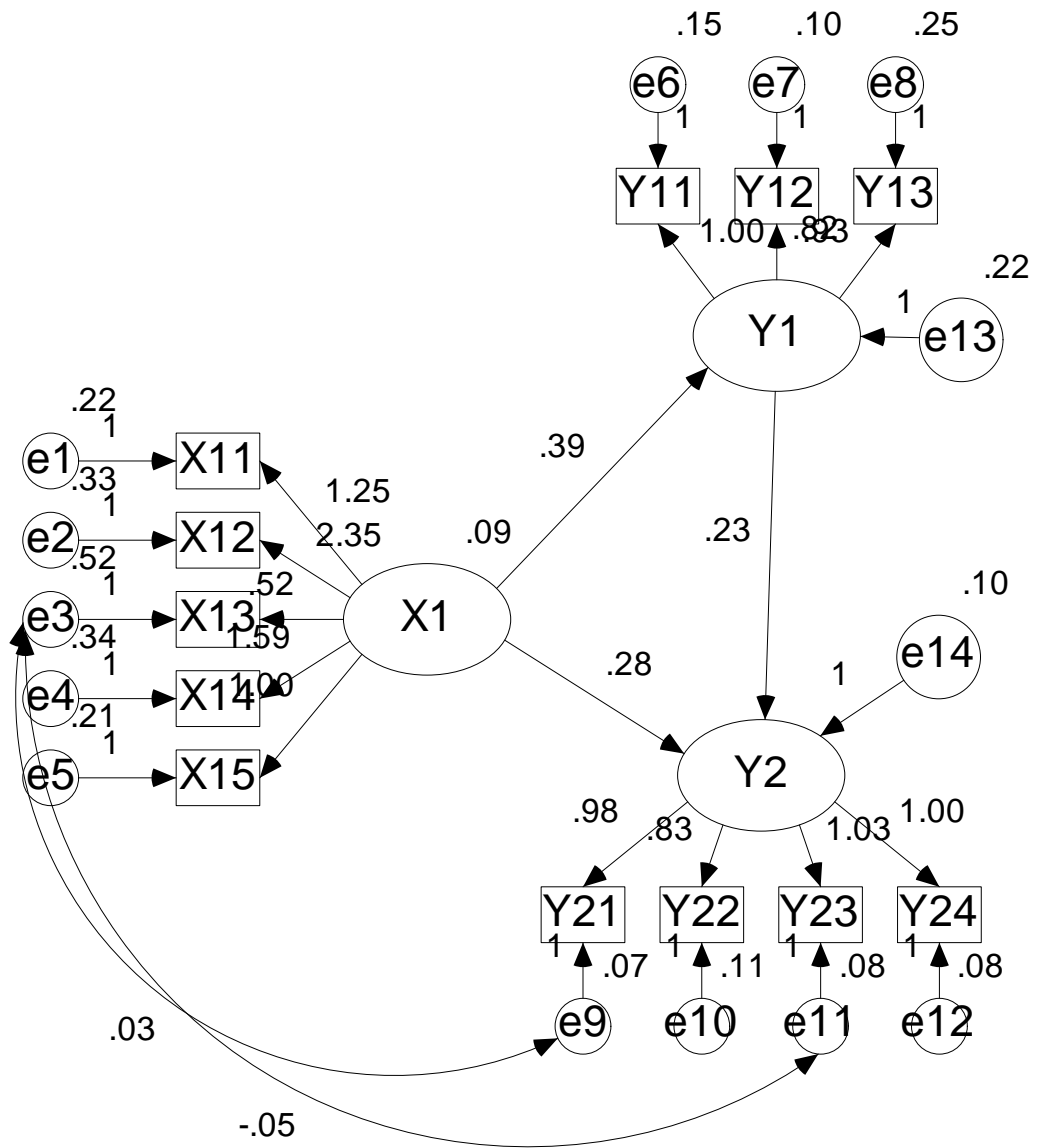 .15 .10 .25
e6 e7 e8
1 1 1
Y11 Y12 Y13
1.00 .82 .93
.22
1
Y1 e13
.22
1
e1 X11
.39
.33
1
1.25
e2 X12
2.35 .09 .23
.52
1
.52
.10
e3 X13 X1
.34
1.59
1
e14
.28
1
e4 X14
1.00
.21
1
e5 X15
Y2
.98 .83 1.03 1.00
Y21 Y22 Y23 Y24
1 1 1 1
.07 .11 .08 .08
e9 e10 e11 e12
.03
-.05